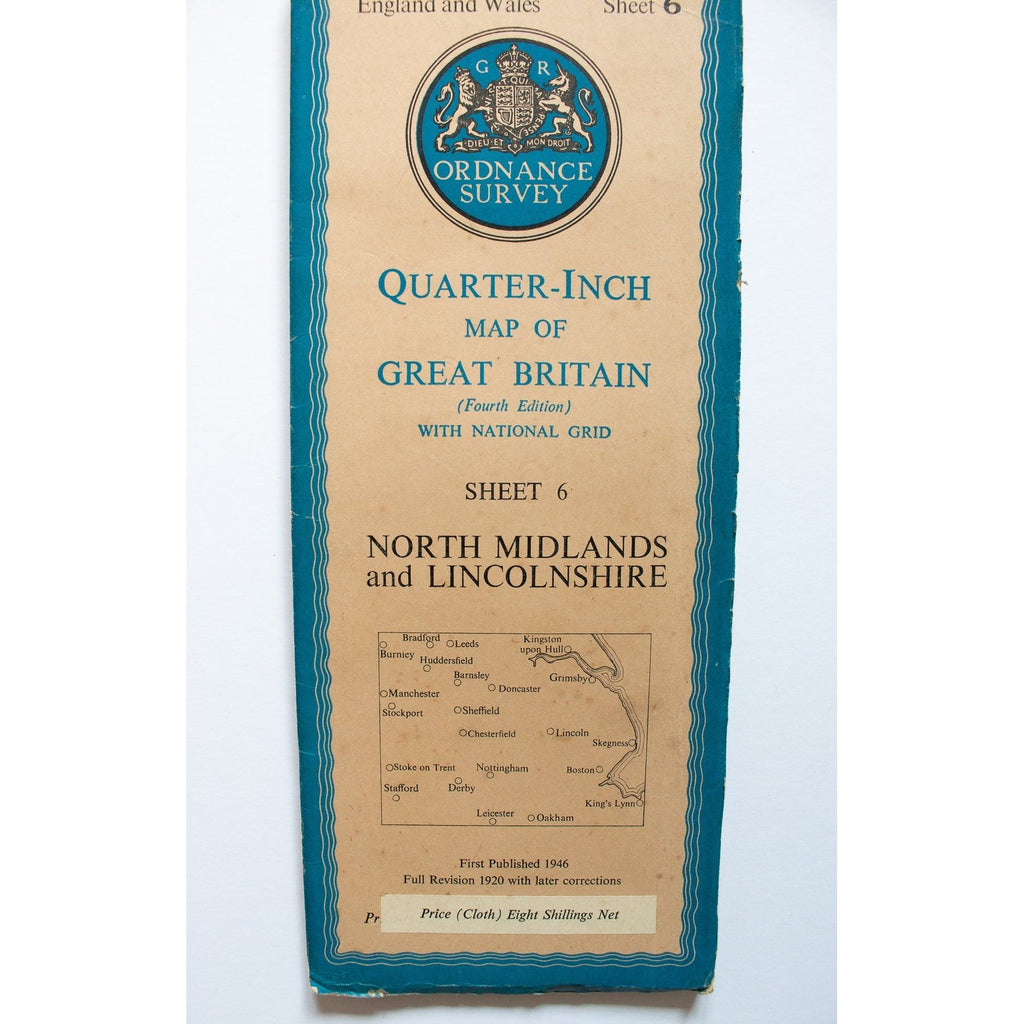 England and Wales Sheet 6
G R
QUI
PENSE
DIEU·ET MON DROIT
ORDNANCE
SURVEY
QUARTER-INCH
MAP OF
GREAT BRITAIN
(Fourth Edition)
WITH NATIONAL GRID
SHEET 6
NORTH MIDLANDS
and LINCOLNSHIRE
Bradford
Leeds
Kingston
upon Hull
Burnley
Huddersfield
Barnsley
Grimsby
Doncaster
Manchester
Stockport
Sheffield
Chesterfield
Lincoln
Skegness
Stoke on Trent
Nottingham
Boston
Stafford
Derby
King's Lynn
Leicester
Oakham
First Published 1946
Full Revision 1920 with later corrections
Pr
Price (Cloth) Eight Shillings Net